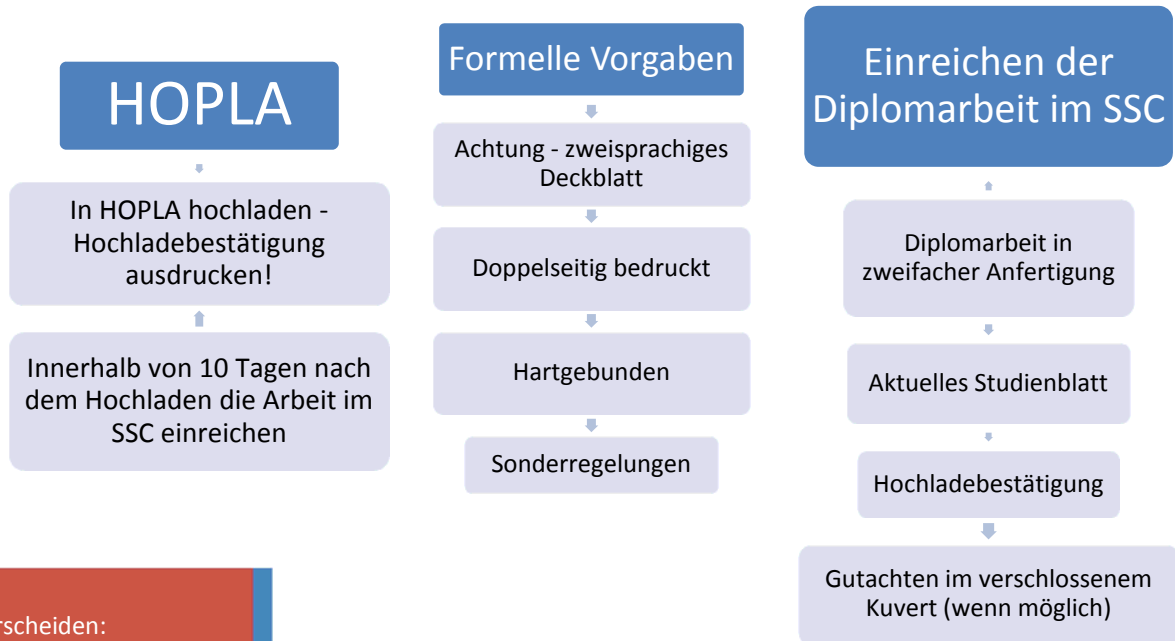 HOPLA
In HOPLA hochladen -
Hochladebestätigung
ausdrucken!
Innerhalb von 10 Tagen nach
dem Hochladen die Arbeit im
SSC einreichen
Formelle Vorgaben
Achtung - zweisprachiges
Deckblatt
Doppelseitig bedruckt
Hartgebunden
Sonderregelungen
Einreichen der
Diplomarbeit im SSC
Diplomarbeit in
zweifacher Anfertigung
Aktuelles Studienblatt
Hochladebestätigung
Gutachten im verschlossenem
Kuvert (wenn möglich)
rscheiden: